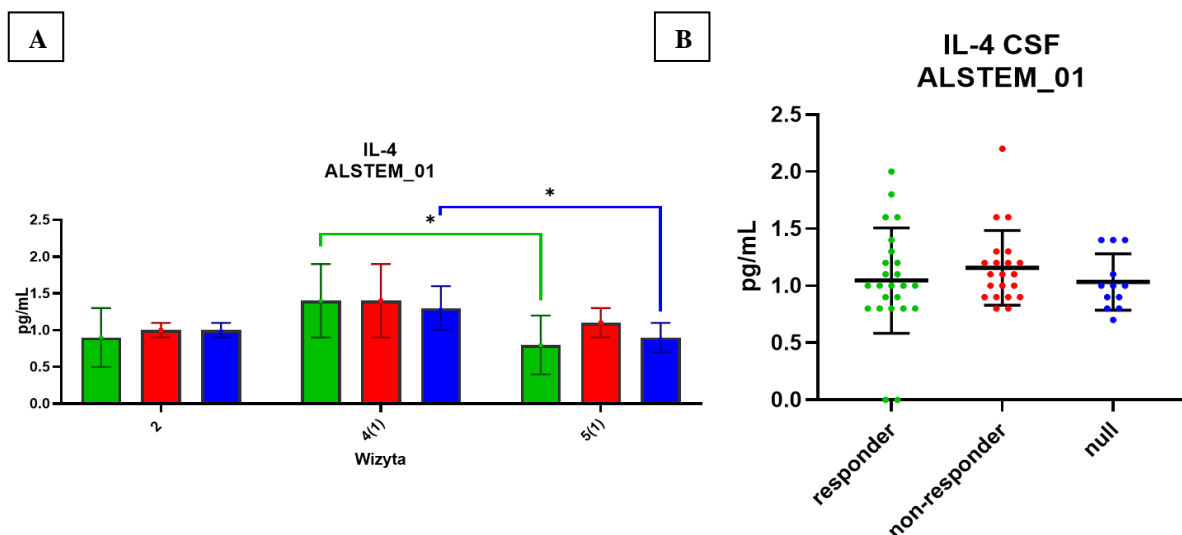 A
IL-4
ALSTEM_01
*
*
pg/mL
2.5
2.0
1.5
1.0
0.5
0.0
2
4(1)
5(1)
Wizyta
B
IL-4 CSF
ALSTEM_01
pg/mL
2.5
2.0
1.5
1.0
0.5
0.0
responder
non-responder
null